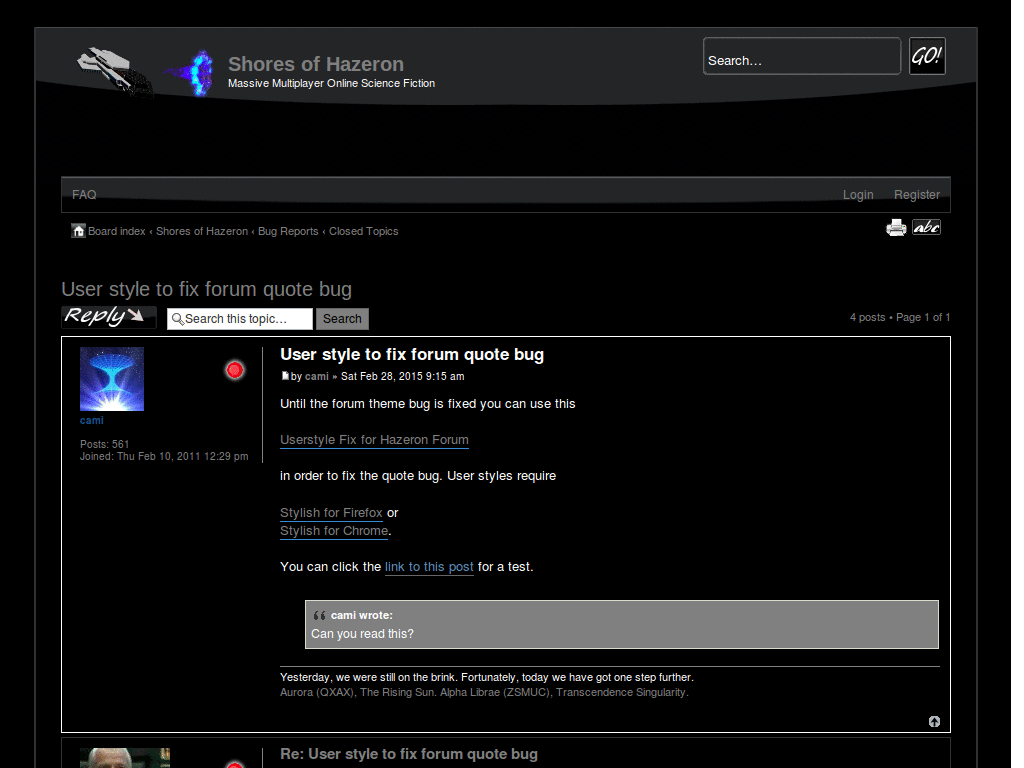 Shores of Hazeron
Massive Multiplayer Online Science Fiction
Search…
GO!
FAQ
Login
Register
Board index ‹ Shores of Hazeron ‹ Bug Reports ‹ Closed Topics
abc
User style to fix forum quote bug
Reply
Search this topic…
Search
4 posts • Page 1 of 1
cami
Posts: 561
Joined: Thu Feb 10, 2011 12:29 pm
User style to fix forum quote bug
by cami » Sat Feb 28, 2015 9:15 am
Until the forum theme bug is fixed you can use this
Userstyle Fix for Hazeron Forum
in order to fix the quote bug. User styles require
Stylish for Firefox or
Stylish for Chrome.
You can click the link to this post for a test.
cami wrote:
Can you read this?
Yesterday, we were still on the brink. Fortunately, today we have got one step further.
Aurora (QXAX), The Rising Sun. Alpha Librae (ZSMUC), Transcendence Singularity.
Re: User style to fix forum quote bug